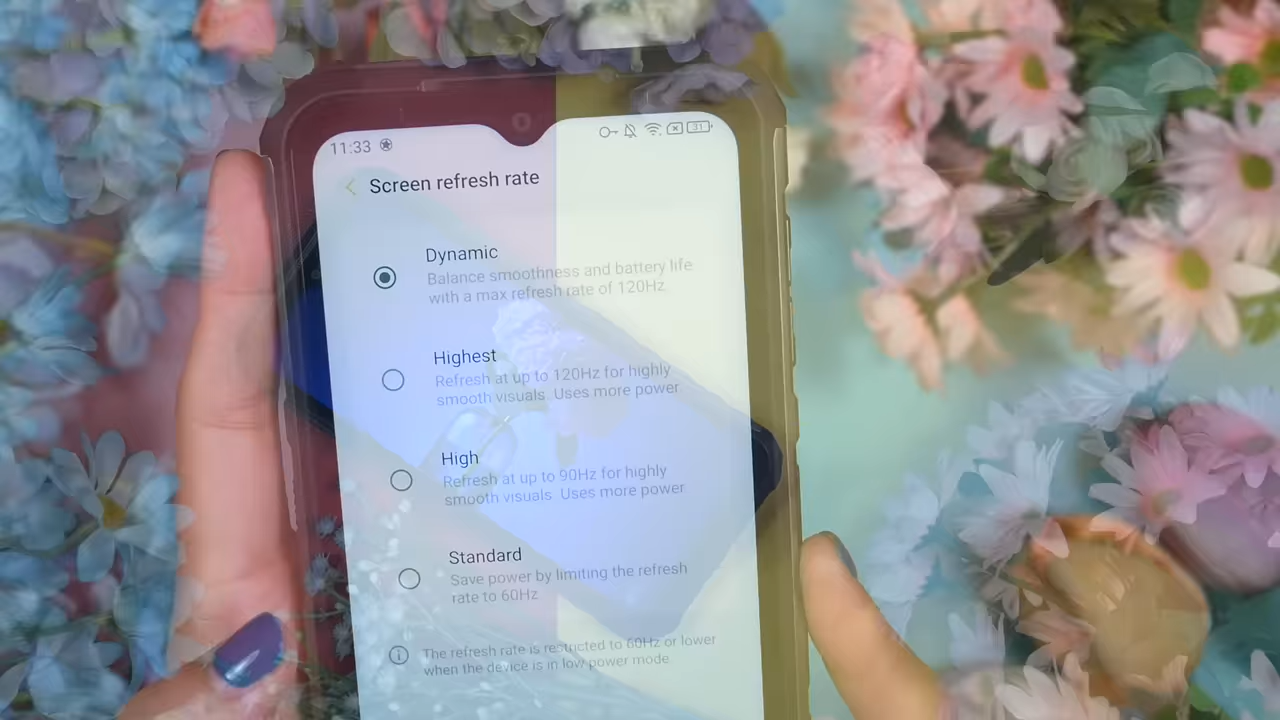 11:33
31
Screen refresh rate
Dynamic
Balance smoothness and battery life
with a max refresh rate of 120Hz
Highest
Refresh at up to 120Hz for highly
smooth visuals. Uses more power
High
Refresh at up to 90Hz for highly
smooth visuals. Uses more power
Standard
Save power by limiting the refresh
rate to 60Hz
The refresh rate is restricted to 60Hz or lower
when the device is in low power mode